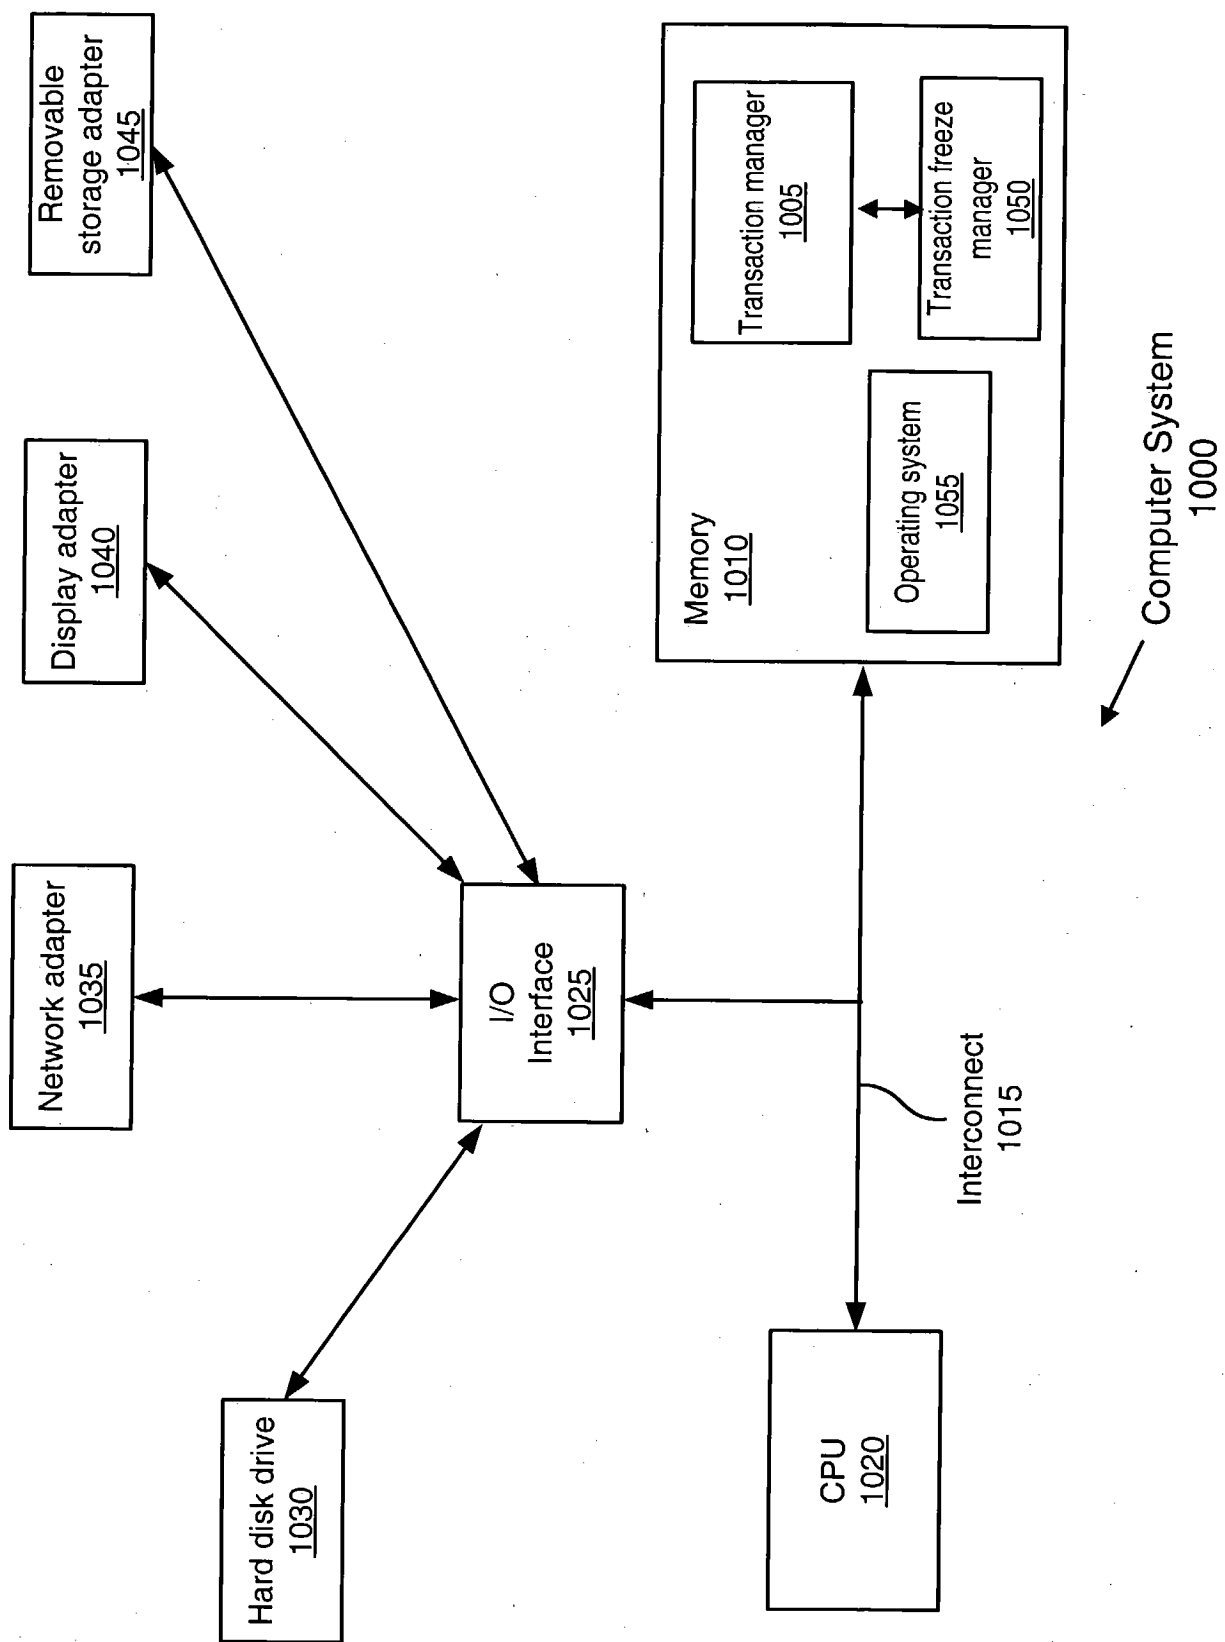 Hard disk drive
1030
Network adapter
1035
Display adapter
1040
Removable
storage adapter
1045
I/O
Interface
1025
CPU
1020
Interconnect
1015
Memory
1010
Operating system
1055
Transaction manager
1005
Transaction freeze
manager
1050
Computer System
1000